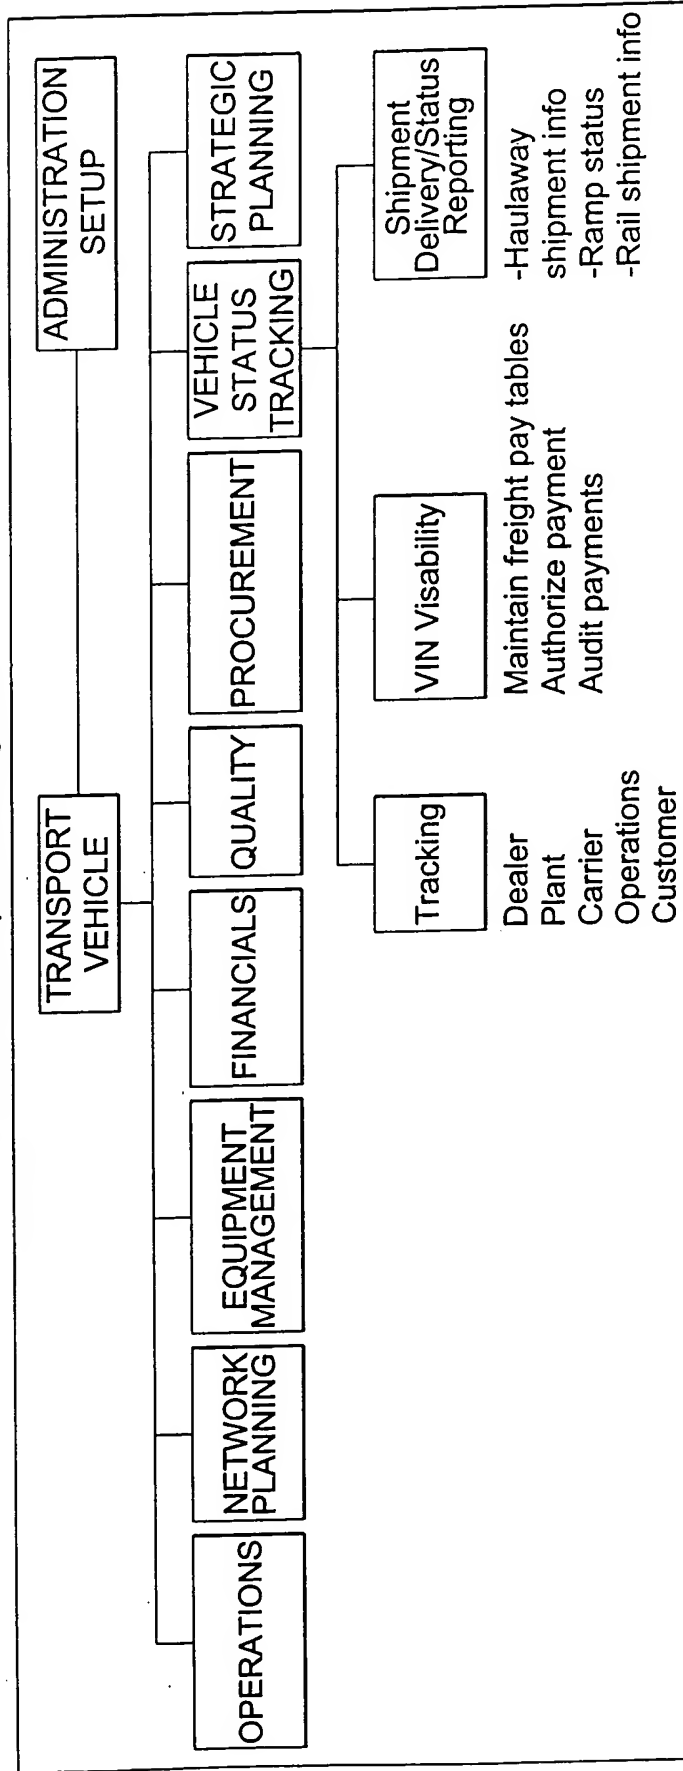 TRANSPORT
VEHICLE
ADMINISTRATION
SETUP
OPERATIONS
NETWORK
PLANNING
EQUIPMENT
MANAGEMENT
FINANCIALS
QUALITY
PROCUREMENT
VEHICLE
STATUS
TRACKING
STRATEGIC
PLANNING
Tracking
Dealer
Plant
Carrier
Operations
Customer
VIN Visability
Maintain freight pay tables
Authorize payment
Audit payments
Shipment
Delivery/Status
Reporting
-Haulaway
shipment info
-Ramp status
-Rail shipment info